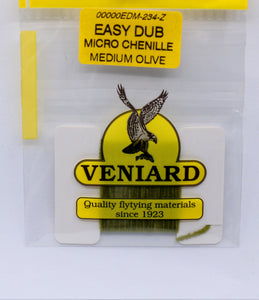 00000EDM-234-Z
EASY DUB
MICRO CHENILLE
MEDIUM OLIVE
VENIARD
Quality flytying materials
since 1923